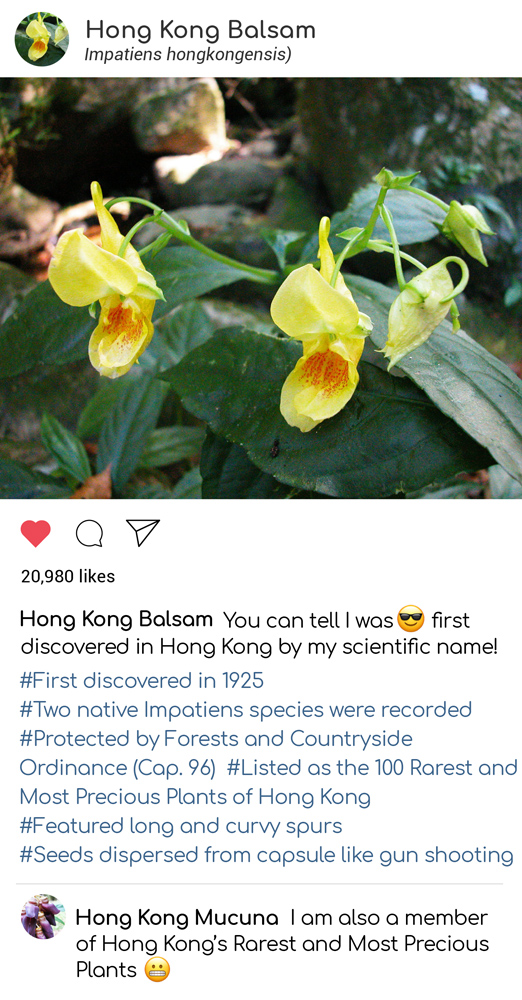 Hong Kong Balsam
Impatiens hongkongensis)
20,980 likes
Hong Kong Balsam You can tell I was 😎 first
discovered in Hong Kong by my scientific name!
#First discovered in 1925
#Two native Impatiens species were recorded
#Protected by Forests and Countryside
Ordinance (Cap. 96) #Listed as the 100 Rarest and
Most Precious Plants of Hong Kong
#Featured long and curvy spurs
#Seeds dispersed from capsule like gun shooting
Hong Kong Mucuna I am also a member
of Hong Kong’s Rarest and Most Precious
Plants 😬